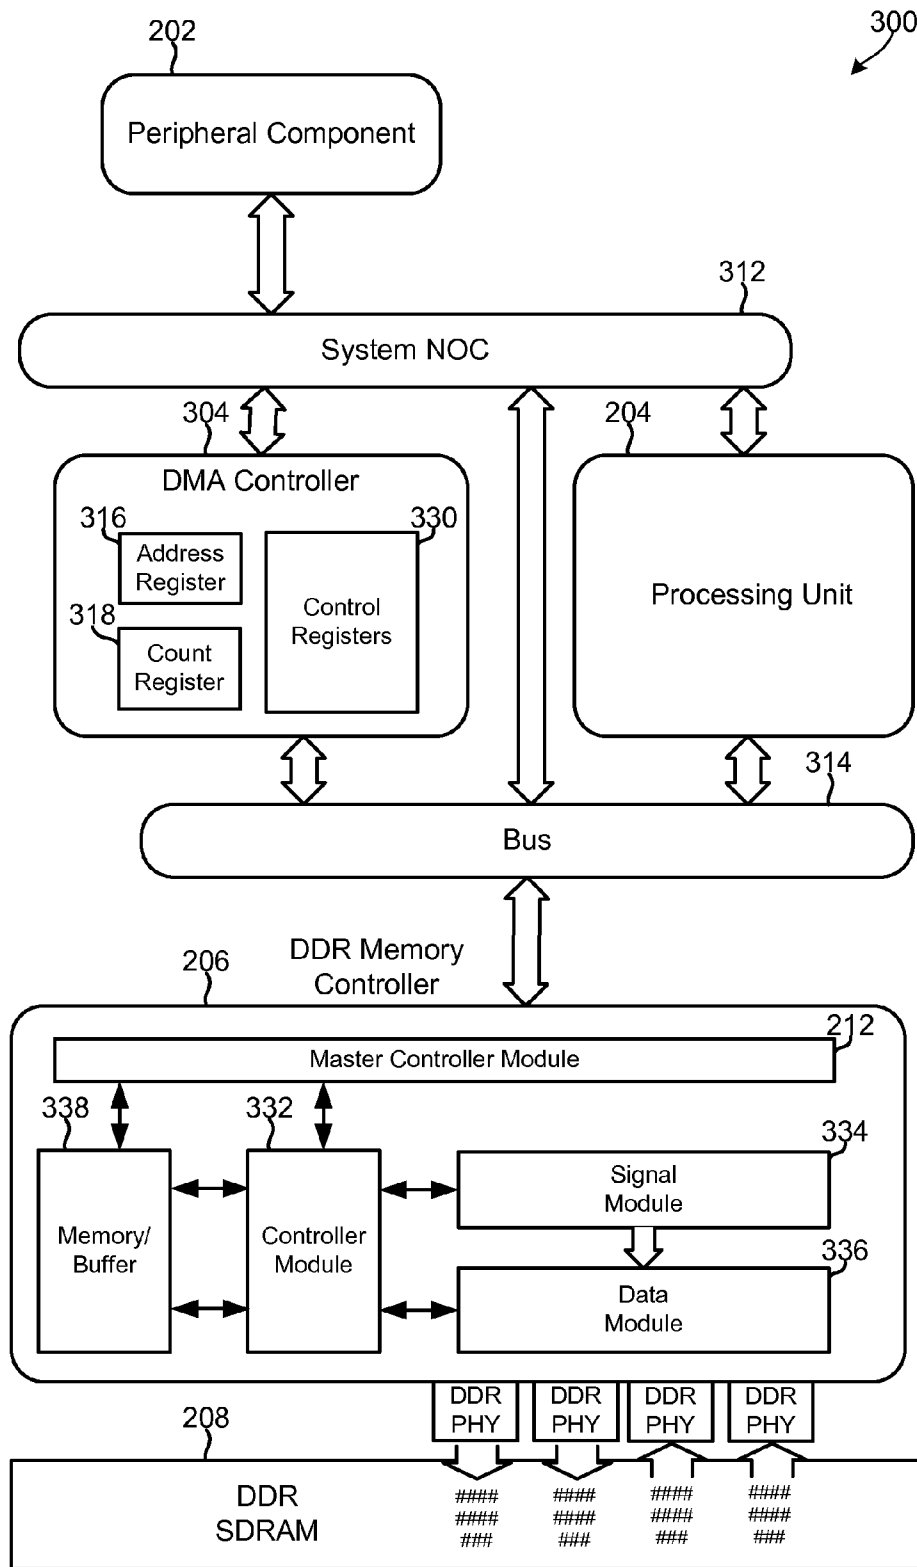 300
202
Peripheral Component
312
System NOC
304
204
DMA Controller
316
330
Address
Register
Control
Registers
318
Count
Register
Processing Unit
314
Bus
DDR Memory
Controller
206
212
Master Controller Module
338
332
334
Signal
Module
Memory/
Buffer
Controller
Module
336
Data
Module
DDR
PHY
DDR
PHY
DDR
PHY
DDR
PHY
208
DDR
SDRAM
####
####
###
####
####
###
####
####
###
####
####
###